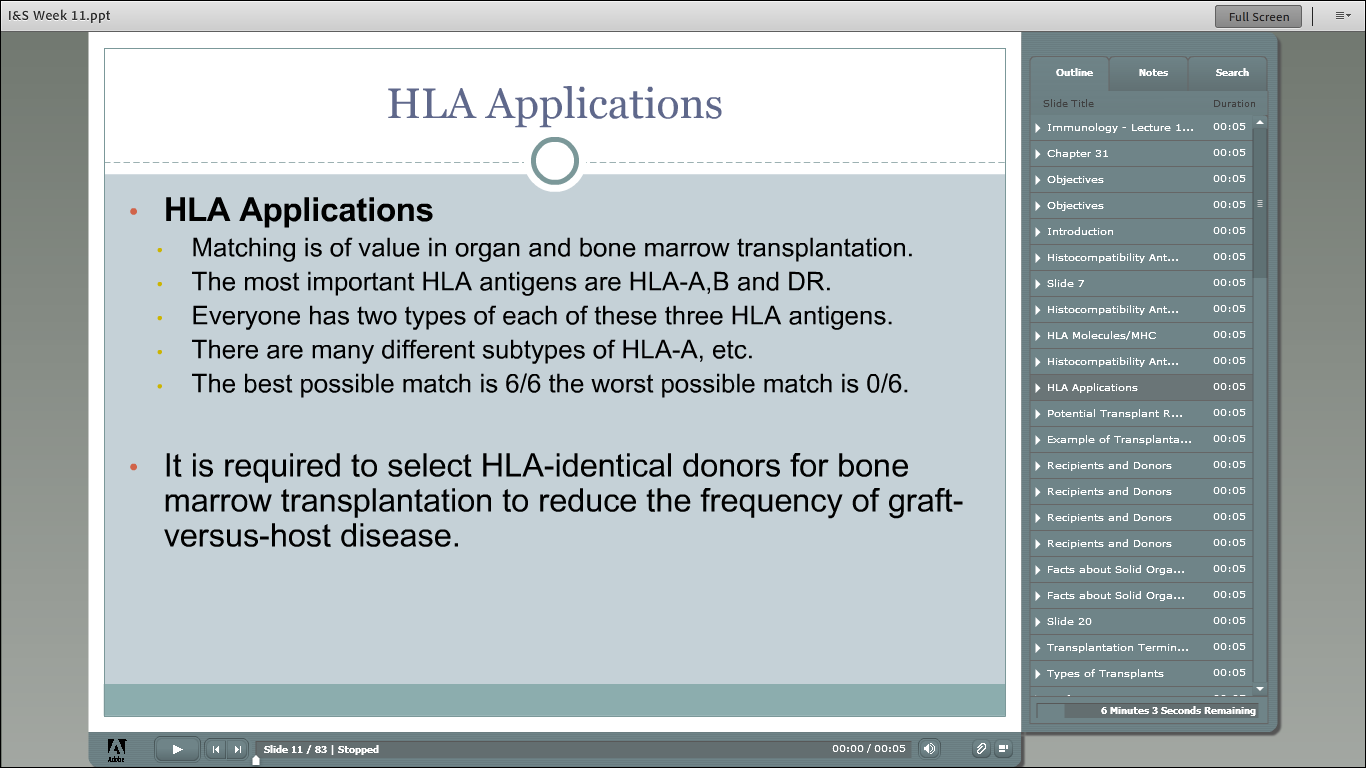 I&S Week 11.ppt
Full Screen
HLA Applications
• HLA Applications
• Matching is of value in organ and bone marrow transplantation.
• The most important HLA antigens are HLA-A,B and DR.
• Everyone has two types of each of these three HLA antigens.
• There are many different subtypes of HLA-A, etc.
• The best possible match is 6/6 the worst possible match is 0/6.
• It is required to select HLA-identical donors for bone
marrow transplantation to reduce the frequency of graft-
versus-host disease.
Outline Notes Search
Slide Title Duration
Immunology - Lecture 1... 00:05
Chapter 31 00:05
Objectives 00:05
Objectives 00:05
Introduction 00:05
Histocompatibility Ant... 00:05
Slide 7 00:05
Histocompatibility Ant... 00:05
HLA Molecules/MHC 00:05
Histocompatibility Ant... 00:05
HLA Applications 00:05
Potential Transplant R... 00:05
Example of Transplanta... 00:05
Recipients and Donors 00:05
Recipients and Donors 00:05
Recipients and Donors 00:05
Recipients and Donors 00:05
Facts about Solid Orga... 00:05
Facts about Solid Orga... 00:05
Slide 20 00:05
Transplantation Termin... 00:05
Types of Transplants 00:05
6 Minutes 3 Seconds Remaining
Adobe
Slide 11 / 83 | Stopped 00:00 / 00:05